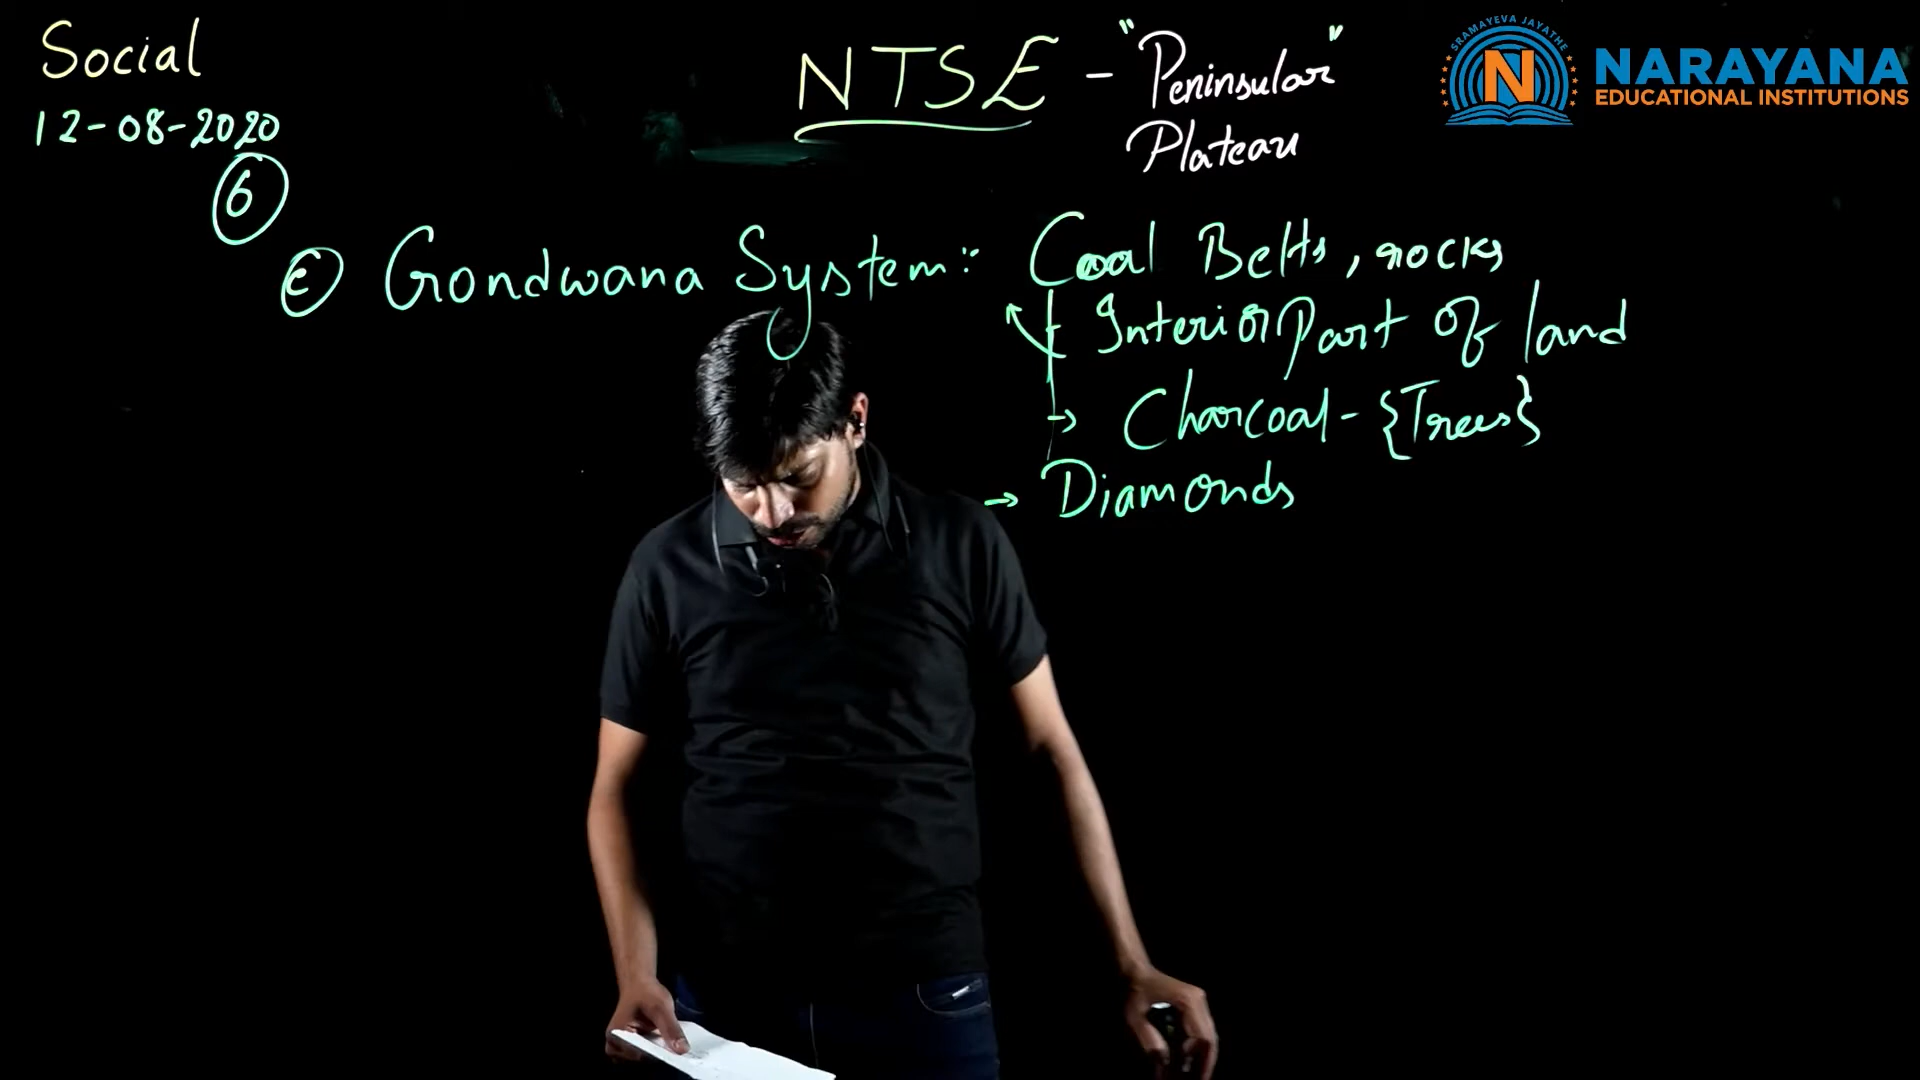 Social
12-08-2020
6
NTSE - "Peninsular"
Plateau
SRAMAYEVA JAYATHE
N
NARAYANA
EDUCATIONAL INSTITUTIONS
c Gondwana System:- Coal Belts, rocks
Interior Part of land
→ Charcoal - {Trees}
→ Diamonds